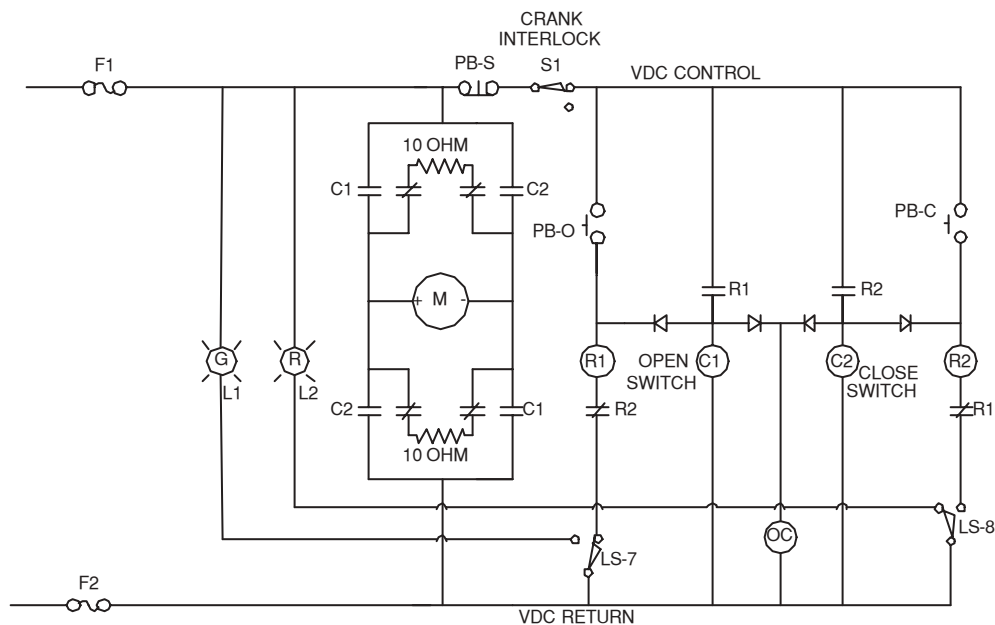 CRANK
INTERLOCK
F1
PB-S
S1
VDC CONTROL
10 OHM
C1
C2
PB-O
PB-C
R1
R2
+ M -
G
R
L1
L2
R1
OPEN
SWITCH
C1
C2
CLOSE
SWITCH
R2
C2
C1
R2
R1
10 OHM
OC
LS-7
LS-8
F2
VDC RETURN